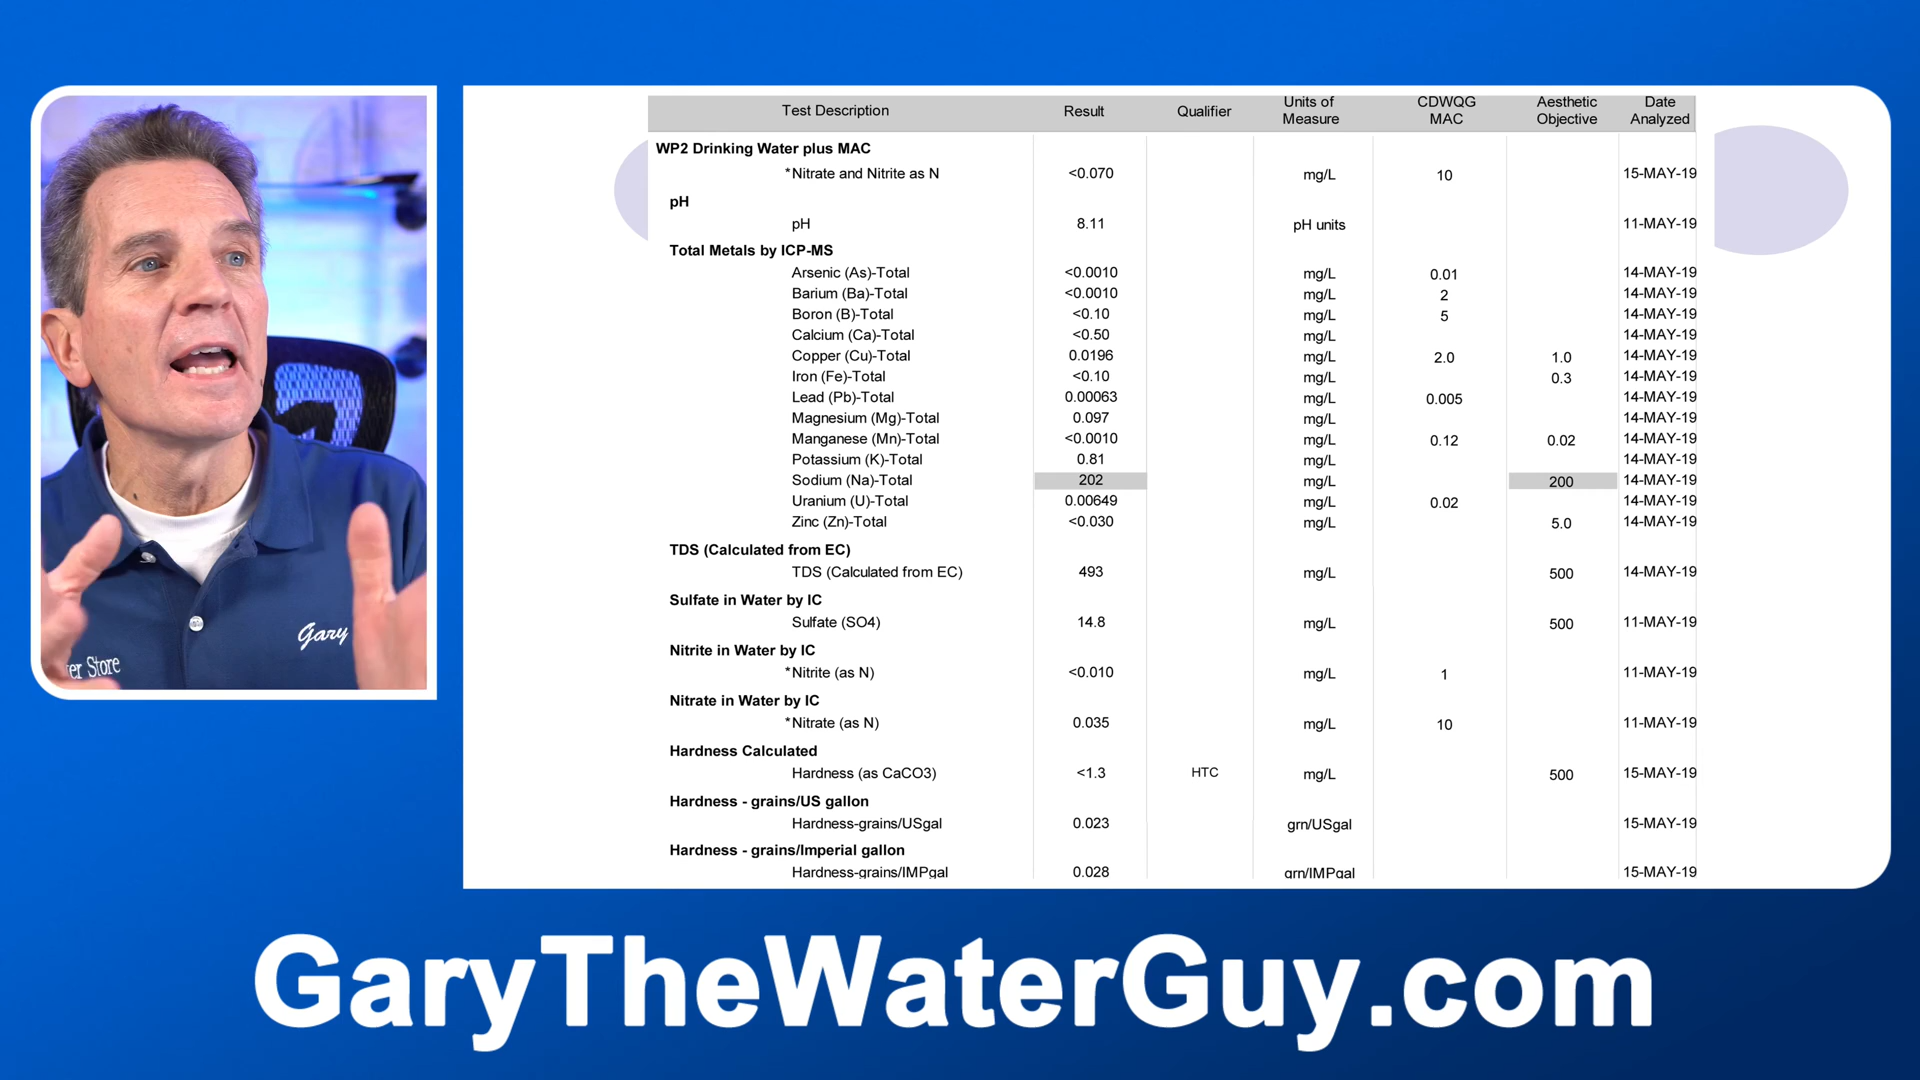 Test Description Result Qualifier Units of Measure CDWQG MAC Aesthetic Objective Date Analyzed
WP2 Drinking Water plus MAC
*Nitrate and Nitrite as N <0.070 mg/L 10 15-MAY-19
pH
pH 8.11 pH units 11-MAY-19
Total Metals by ICP-MS
Arsenic (As)-Total <0.0010 mg/L 0.01 14-MAY-19
Barium (Ba)-Total <0.0010 mg/L 2 14-MAY-19
Boron (B)-Total <0.10 mg/L 5 14-MAY-19
Calcium (Ca)-Total <0.50 mg/L 14-MAY-19
Copper (Cu)-Total 0.0196 mg/L 2.0 1.0 14-MAY-19
Iron (Fe)-Total <0.10 mg/L 0.3 14-MAY-19
Lead (Pb)-Total 0.00063 mg/L 0.005 14-MAY-19
Magnesium (Mg)-Total 0.097 mg/L 14-MAY-19
Manganese (Mn)-Total <0.0010 mg/L 0.12 0.02 14-MAY-19
Potassium (K)-Total 0.81 mg/L 14-MAY-19
Sodium (Na)-Total 202 mg/L 200 14-MAY-19
Uranium (U)-Total 0.00649 mg/L 0.02 14-MAY-19
Zinc (Zn)-Total <0.030 mg/L 5.0 14-MAY-19
TDS (Calculated from EC)
TDS (Calculated from EC) 493 mg/L 500 14-MAY-19
Sulfate in Water by IC
Sulfate (SO4) 14.8 mg/L 500 11-MAY-19
Nitrite in Water by IC
*Nitrite (as N) <0.010 mg/L 1 11-MAY-19
Nitrate in Water by IC
*Nitrate (as N) 0.035 mg/L 10 11-MAY-19
Hardness Calculated
Hardness (as CaCO3) <1.3 HTC mg/L 500 15-MAY-19
Hardness - grains/US gallon
Hardness-grains/USgal 0.023 grn/USgal 15-MAY-19
Hardness - grains/Imperial gallon
Hardness-grains/IMPgal 0.028 grn/IMPgal 15-MAY-19
Gary
er Store
GaryTheWaterGuy.com